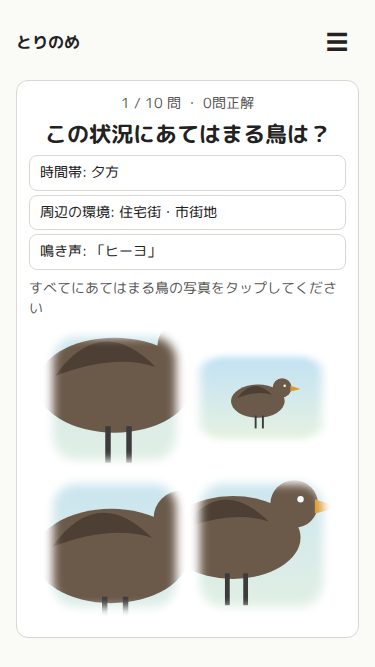 とりのめ
1 / 10 問 · 0問正解
この状況にあてはまる鳥は？
時間帯: 夕方
周辺の環境: 住宅街・市街地
鳴き声: 「ヒーヨ」
すべてにあてはまる鳥の写真をタップしてくださ
い